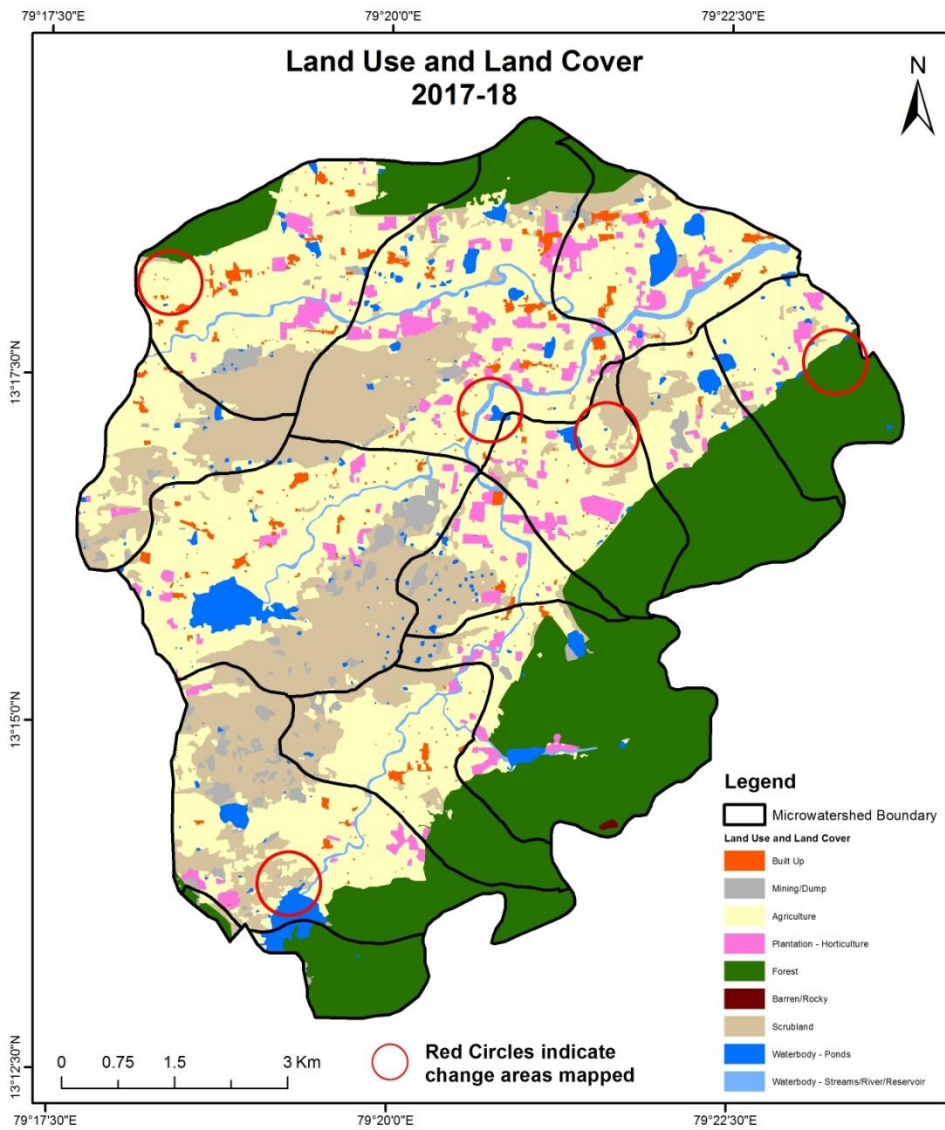 79°17'30"E
79°20'0"E
79°22'30"E
Land Use and Land Cover
2017-18
N
13°17'30"N
13°15'0"N
13°12'30"N
Legend
Microwatershed Boundary
Land Use and Land Cover
Built Up
Mining/Dump
Agriculture
Plantation - Horticulture
Forest
Barren/Rocky
Scrubland
Waterbody - Ponds
Waterbody - Streams/River/Reservoir
0 0.75 1.5 3 Km
Red Circles indicate
change areas mapped
79°17'30"E
79°20'0"E
79°22'30"E